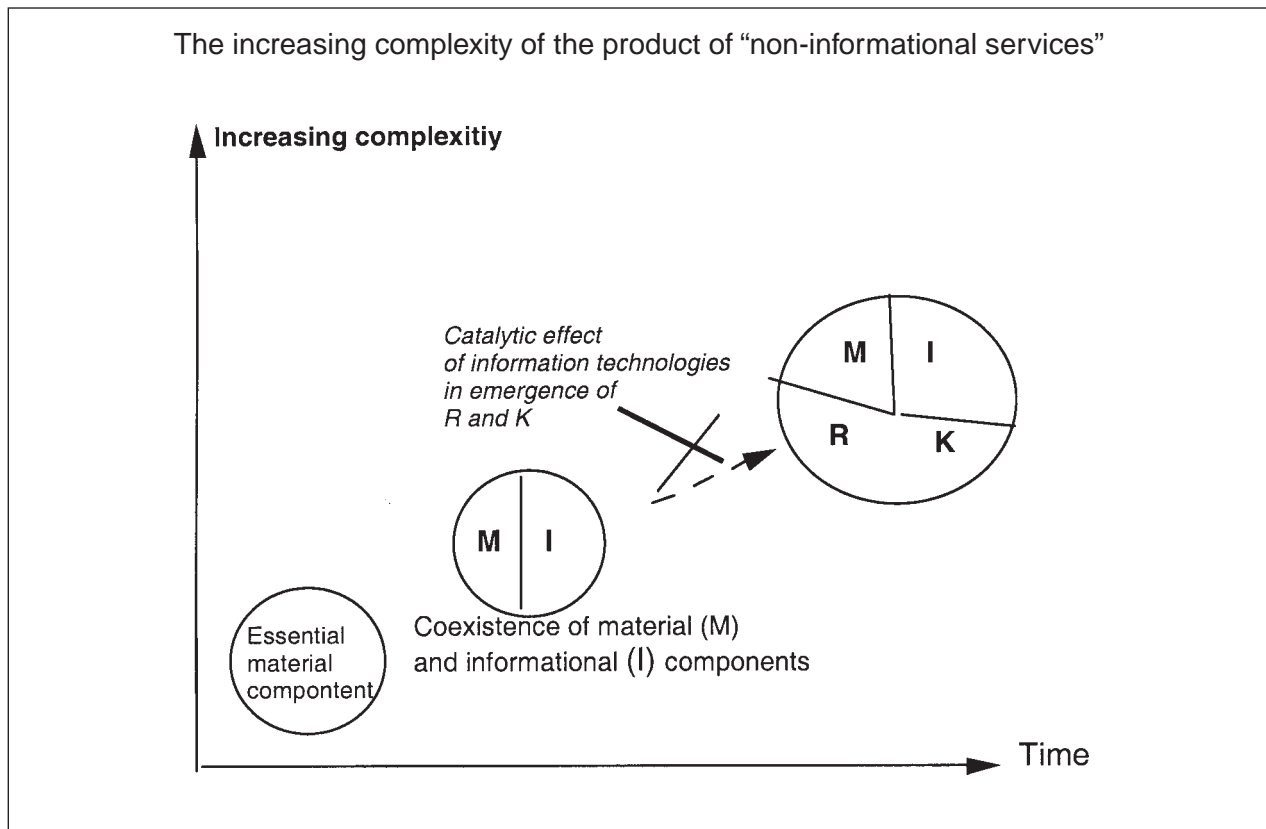 The increasing complexity of the product of “non-informational services”
Increasing complexitiy
Catalytic effect
of information technologies
in emergence of
R and K
M
I
R
K
M
I
Essential
material
compontent
Coexistence of material (M)
and informational (I) components
Time